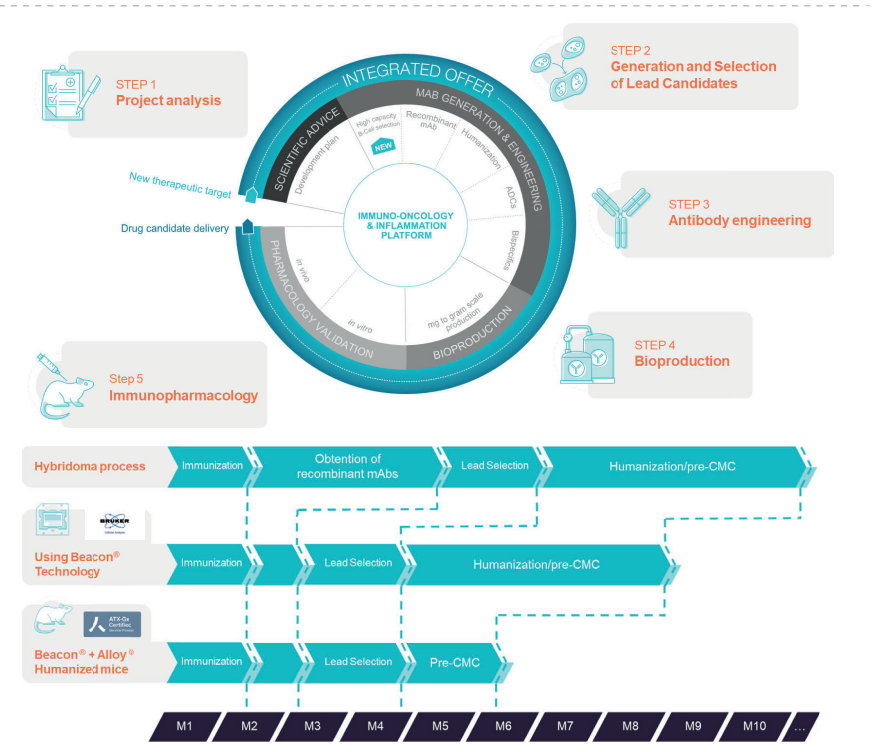 STEP 1
Project analysis
STEP 2
Generation and Selection
of Lead Candidates
INTEGRATED OFFER
SCIENTIFIC ADVICE
MAB GENERATION & ENGINEERING
BIOPRODUCTION
PHARMACOLOGY VALIDATION
Development plan
High capacity
B-Cell selection
NEW
Recombinant
mAb
Humanization
ADCs
Bispecifics
mg to gram scale
production
in vitro
in vivo
IMMUNO-ONCOLOGY
& INFLAMMATION
PLATFORM
New therapeutic target
Drug candidate delivery
STEP 3
Antibody engineering
STEP 4
Bioproduction
Step 5
Immunopharmacology
Hybridoma process
Immunization
Obtention of
recombinant mAbs
Lead Selection
Humanization/pre-CMC
BRUKER
Using Beacon®
Technology
Immunization
Lead Selection
Humanization/pre-CMC
ATX-Gx
Certified
Service Provider
Beacon® + Alloy®
Humanized mice
Immunization
Lead Selection
Pre-CMC
M1 M2 M3 M4 M5 M6 M7 M8 M9 M10 ...